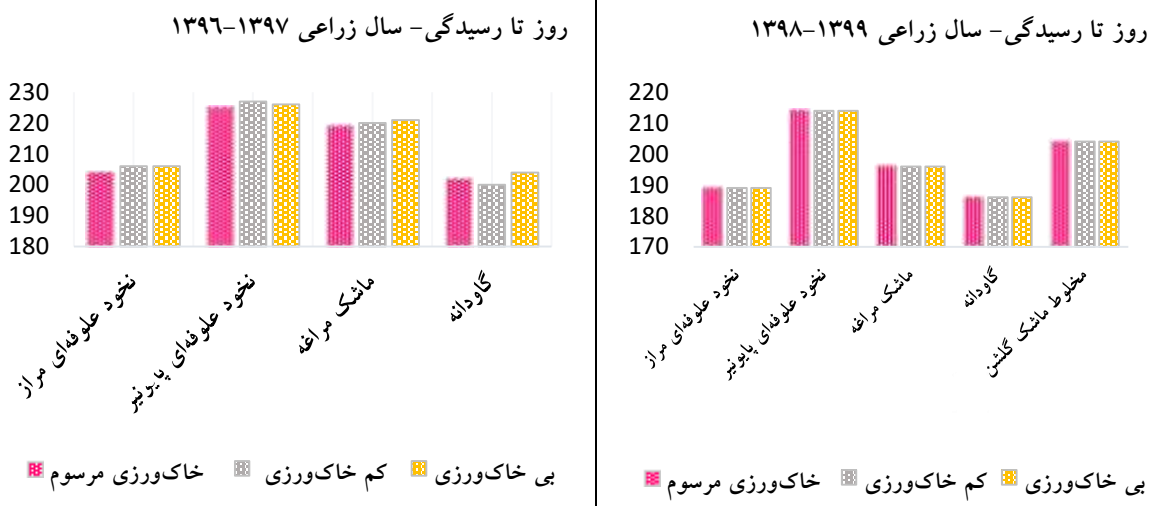 روز تا رسیدگی- سال زراعی ۱۳۹۶-۱۳۹۷
230
220
210
200
190
180
نخود علوفه‌ای مراز
نخود علوفه‌ای پایونیر
ماشک مراغه
گاودانه
خاک‌ورزی مرسوم
کم خاک‌ورزی
بی خاک‌ورزی
روز تا رسیدگی- سال زراعی ۱۳۹۸-۱۳۹۹
220
210
200
190
180
170
نخود علوفه‌ای مراز
نخود علوفه‌ای پایونیر
ماشک مراغه
گاودانه
مخلوط ماشک گلشن
خاک‌ورزی مرسوم
کم خاک‌ورزی
بی خاک‌ورزی